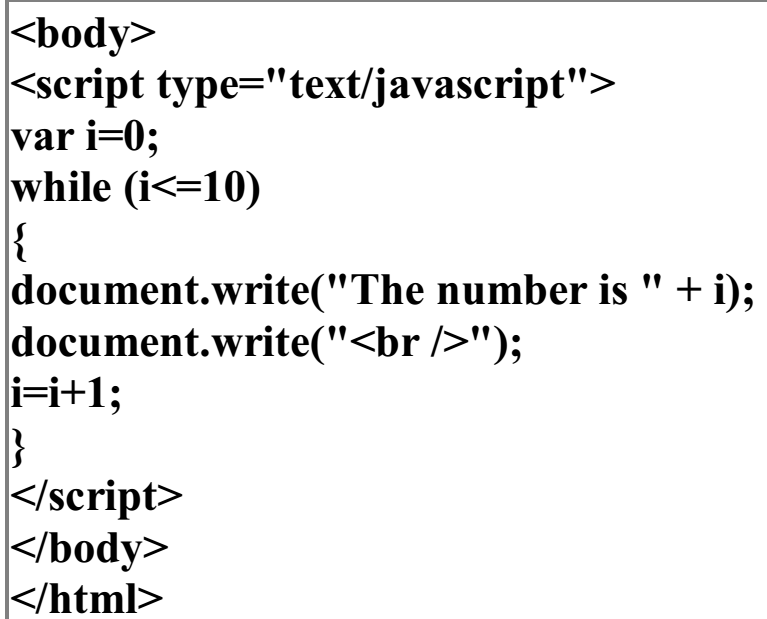 <body>
<script type="text/javascript">
var i=0;
while (i<=10)
{
document.write("The number is " + i);
document.write("<br />");
i=i+1;
}
</script>
</body>
</html>